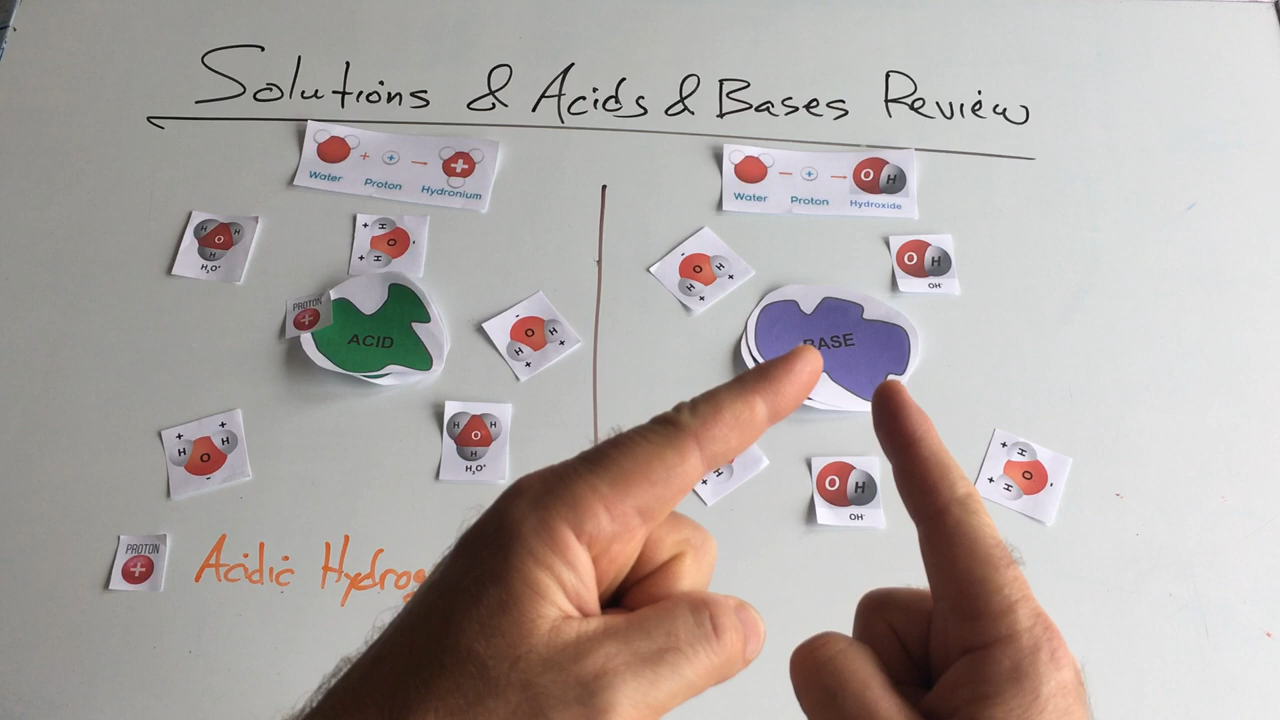 Solutions & Acids & Bases Review
Water + + → + Hydronium
Proton
Water − + → O H Hydroxide
Proton
H H O H
H₃O⁺
+ H O - + H
O H + H +
O H
OH⁻
PROTON
+
ACID
- O H + H +
BASE
+ + H H O -
H H O H
H₃O⁺
H
+
O H
OH⁻
+ H O + H -
PROTON
+
Acidic